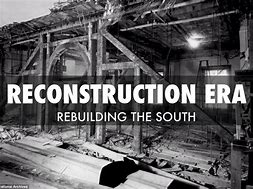 RECONSTRUCTION ERA
REBUILDING THE SOUTH